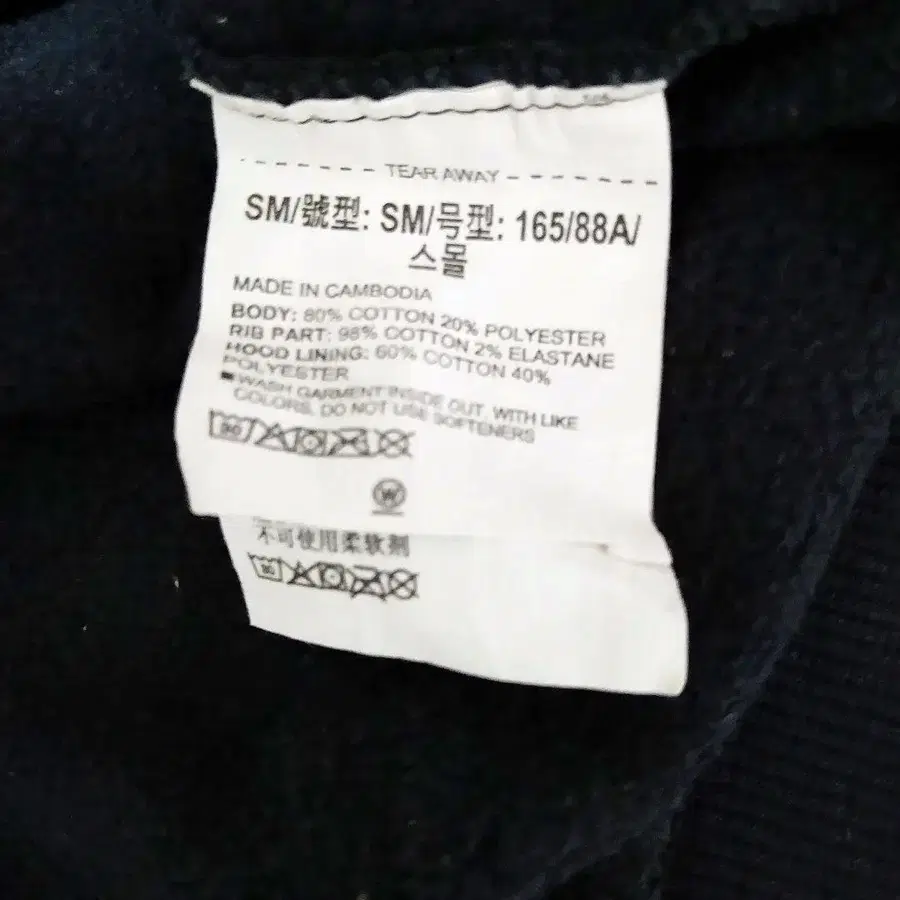 TEAR AWAY
SM/號型: SM/号型: 165/88A/
스몰
MADE IN CAMBODIA
BODY: 80% COTTON 20% POLYESTER
RIB PART: 98% COTTON 2% ELASTANE
HOOD LINING: 60% COTTON 40%
POLYESTER
WASH GARMENT INSIDE OUT, WITH LIKE
COLORS, DO NOT USE SOFTENERS
W
不可使用柔软剂